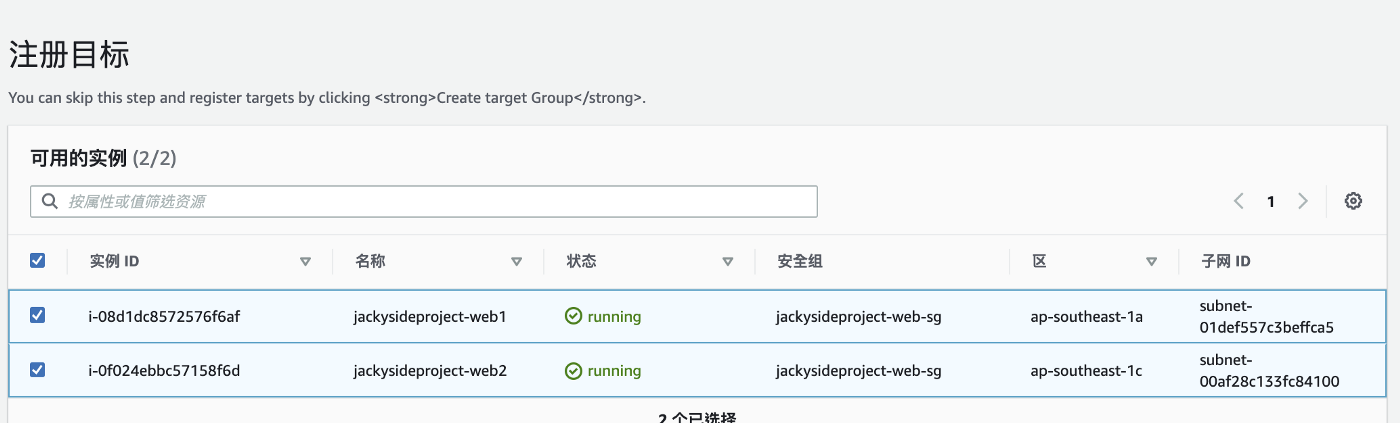 注册目标
You can skip this step and register targets by clicking <strong>Create target Group</strong>.
可用的实例 (2/2)
按属性或值筛选资源
1
实例 ID 名称 状态 安全组 区 子网 ID
i-08d1dc8572576f6af jackysideproject-web1 running jackysideproject-web-sg ap-southeast-1a subnet-
01def557c3beffca5
i-0f024ebbc57158f6d jackysideproject-web2 running jackysideproject-web-sg ap-southeast-1c subnet-
00af28c133fc84100
2 个已选择